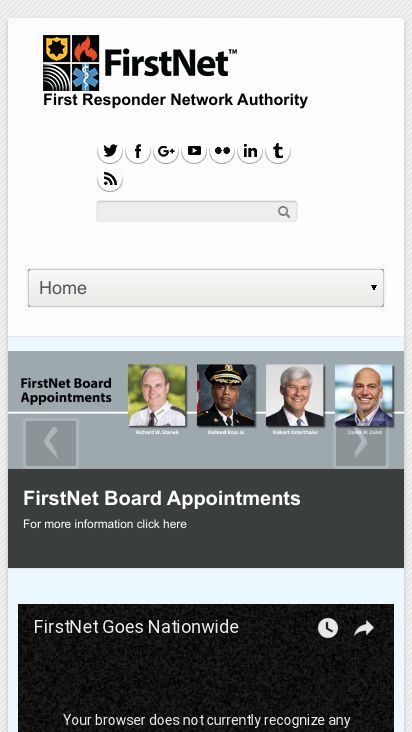 FirstNet™
First Responder Network Authority
Home
FirstNet Board
Appointments
Richard W. Stanek
Richard Ross Jr.
Robert Osterthaler
David H. Zalet
FirstNet Board Appointments
For more information click here
FirstNet Goes Nationwide
Your browser does not currently recognize any